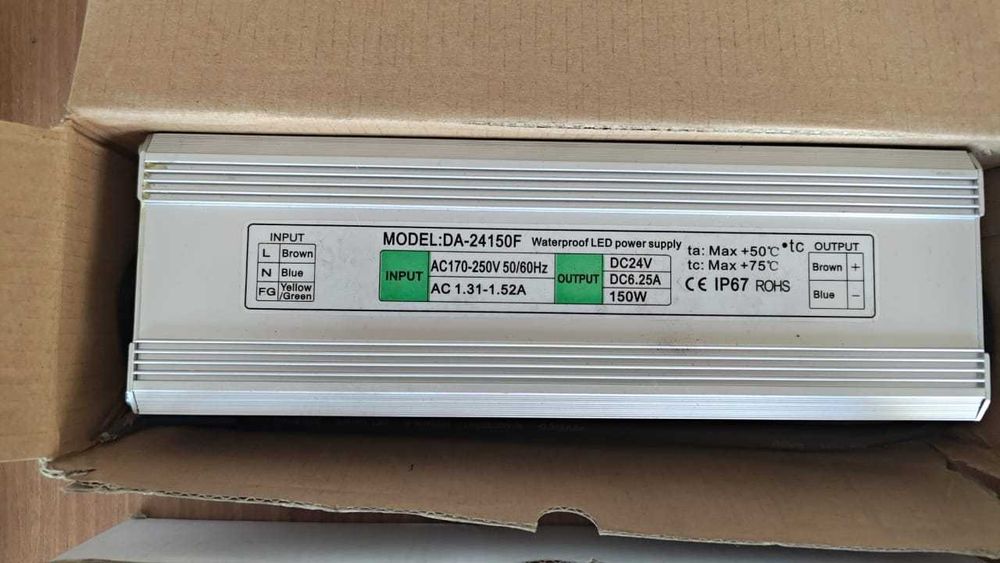 INPUT
L Brown
N Blue
FG Yellow
/Green
MODEL:DA-24150F Waterproof LED power supply
INPUT
AC170-250V 50/60Hz
AC 1.31-1.52A
OUTPUT
DC24V
DC6.25A
150W
ta: Max +50℃ •tc
tc: Max +75℃
CE IP67 ROHS
OUTPUT
Brown +
Blue −